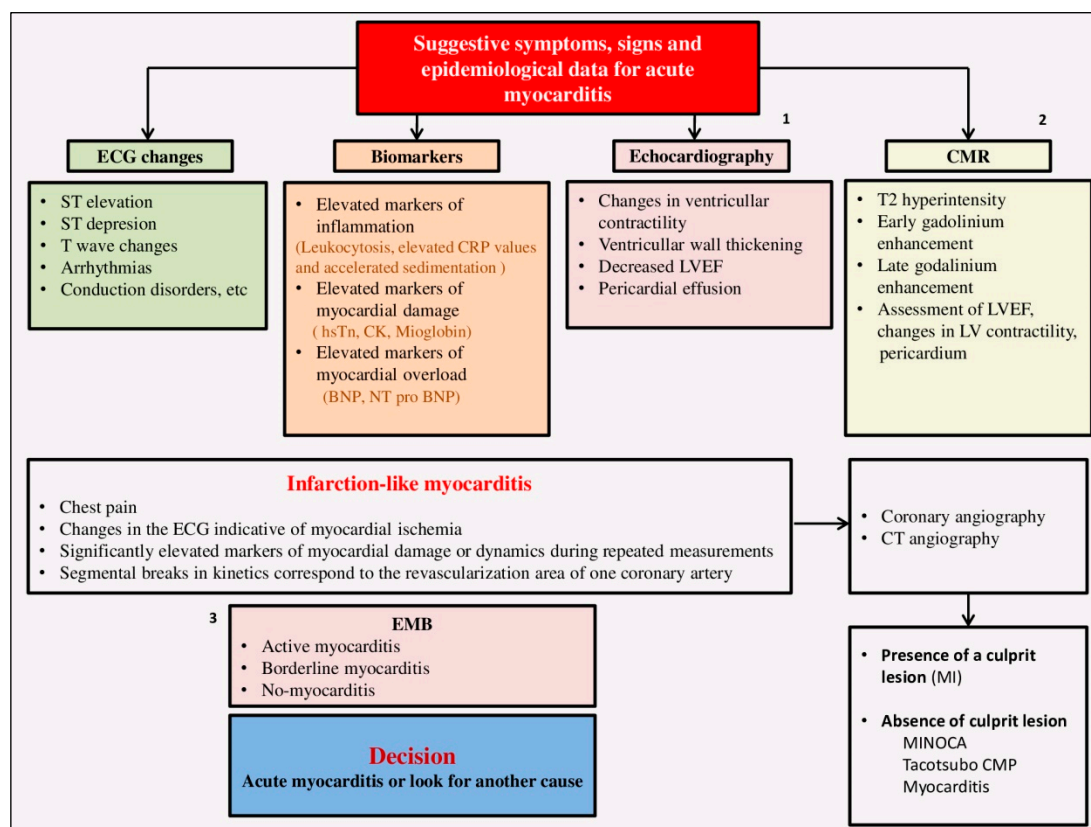 Suggestive symptoms, signs and
epidemiological data for acute
myocarditis
1
2
ECG changes
Biomarkers
Echocardiography
CMR
• ST elevation
• ST depresion
• T wave changes
• Arrhythmias
• Conduction disorders, etc
• Elevated markers of
inflammation
(Leukocytosis, elevated CRP values
and accelerated sedimentation )
• Elevated markers of
myocardial damage
( hsTn, CK, Mioglobin)
• Elevated markers of
myocardial overload
(BNP, NT pro BNP)
• Changes in ventricullar
contractility
• Ventricullar wall thickening
• Decreased LVEF
• Pericardial effusion
• T2 hyperintensity
• Early gadolinium
enhancement
• Late godalinium
enhancement
• Assessment of LVEF,
changes in LV contractility,
pericardium
Infarction-like myocarditis
• Chest pain
• Changes in the ECG indicative of myocardial ischemia
• Significantly elevated markers of myocardial damage or dynamics during repeated measurements
• Segmental breaks in kinetics correspond to the revascularization area of one coronary artery
• Coronary angiography
• CT angiography
3
EMB
• Active myocarditis
• Borderline myocarditis
• No-myocarditis
Decision
Acute myocarditis or look for another cause
• Presence of a culprit
lesion (MI)
• Absence of culprit lesion
MINOCA
Tacotsubo CMP
Myocarditis